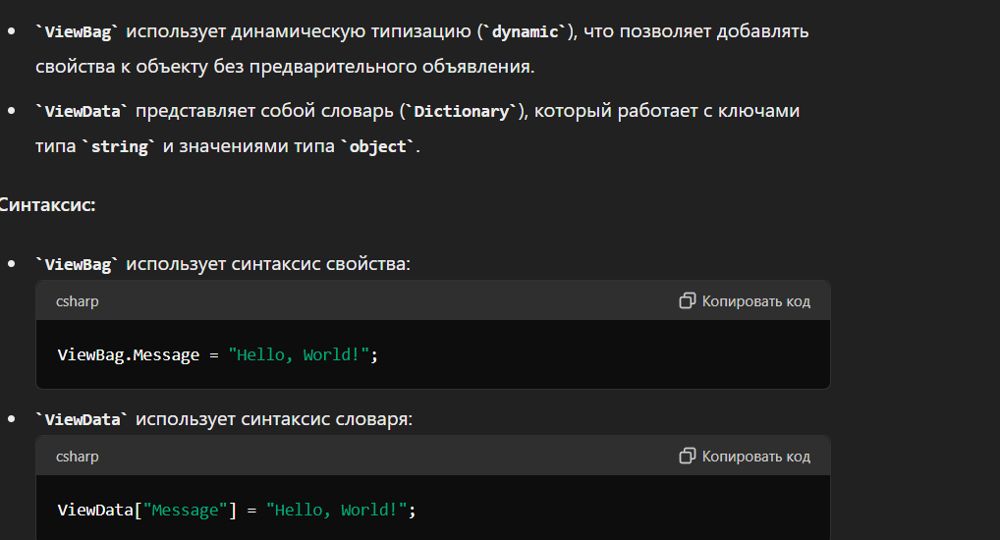 `ViewBag` использует динамическую типизацию (`dynamic`), что позволяет добавлять
свойства к объекту без предварительного объявления.
`ViewData` представляет собой словарь (`Dictionary`), который работает с ключами
типа `string` и значениями типа `object`.
Синтаксис:
`ViewBag` использует синтаксис свойства:
csharp Копировать код
ViewBag.Message = "Hello, World!";
`ViewData` использует синтаксис словаря:
csharp Копировать код
ViewData["Message"] = "Hello, World!";